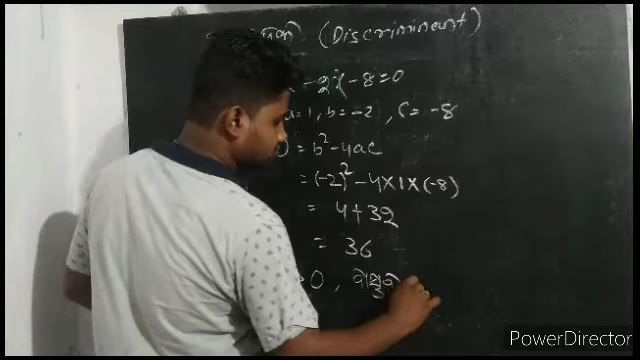 (Discriminant)
- 2x - 8 = 0
a = 1, b = -2, c = -8
= b² - 4ac
= (-2)² - 4 × 1 × (-8)
= 4 + 32
= 36
0,
PowerDirector